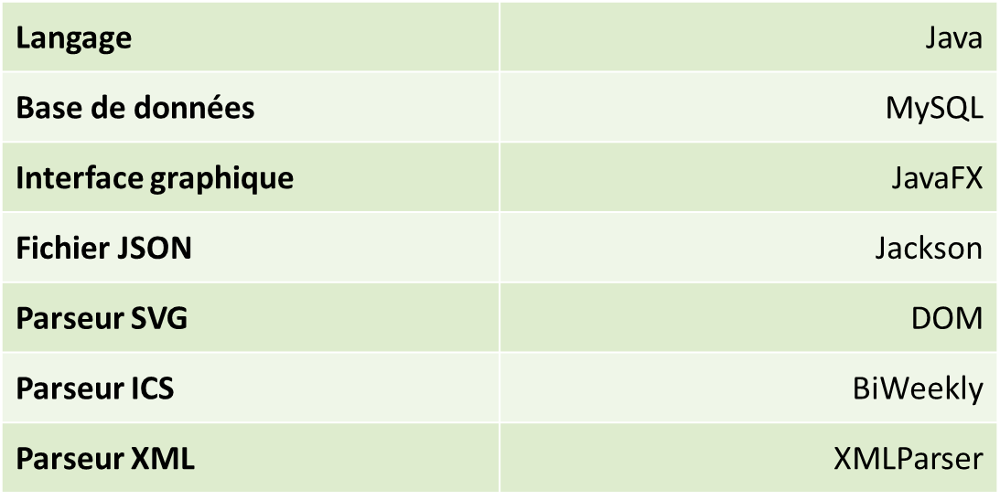 Langage Java
Base de données MySQL
Interface graphique JavaFX
Fichier JSON Jackson
Parseur SVG DOM
Parseur ICS BiWeekly
Parseur XML XMLParser